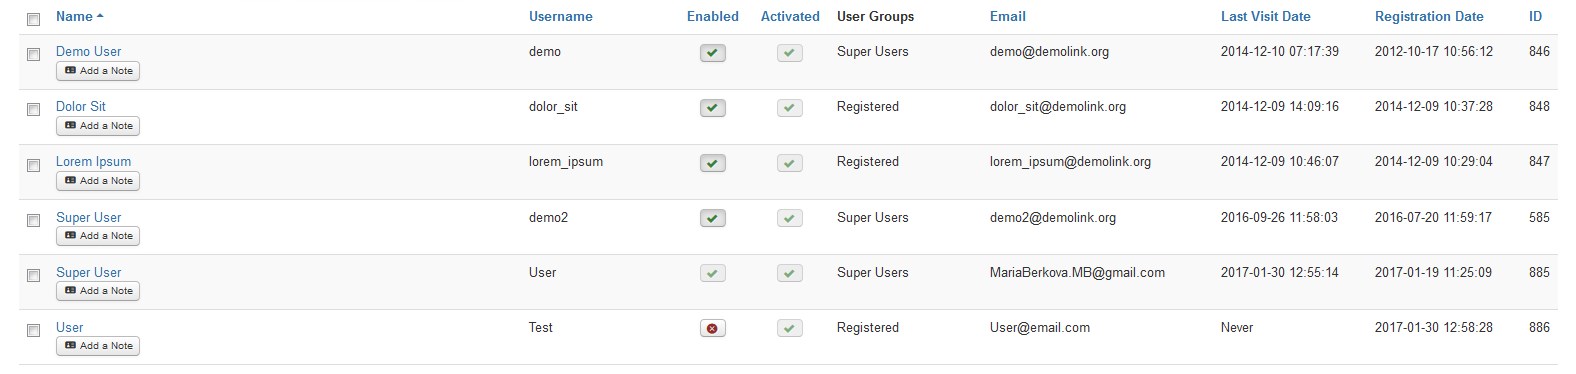 Name Username Enabled Activated User Groups Email Last Visit Date Registration Date ID
Demo User demo Super Users demo@demolink.org 2014-12-10 07:17:39 2012-10-17 10:56:12 846
Add a Note
Dolor Sit dolor_sit Registered dolor_sit@demolink.org 2014-12-09 14:09:16 2014-12-09 10:37:28 848
Add a Note
Lorem Ipsum lorem_ipsum Registered lorem_ipsum@demolink.org 2014-12-09 10:46:07 2014-12-09 10:29:04 847
Add a Note
Super User demo2 Super Users demo2@demolink.org 2016-09-26 11:58:03 2016-07-20 11:59:17 585
Add a Note
Super User User Super Users MariaBerkova.MB@gmail.com 2017-01-30 12:55:14 2017-01-19 11:25:09 885
Add a Note
User Test Registered User@email.com Never 2017-01-30 12:58:28 886
Add a Note